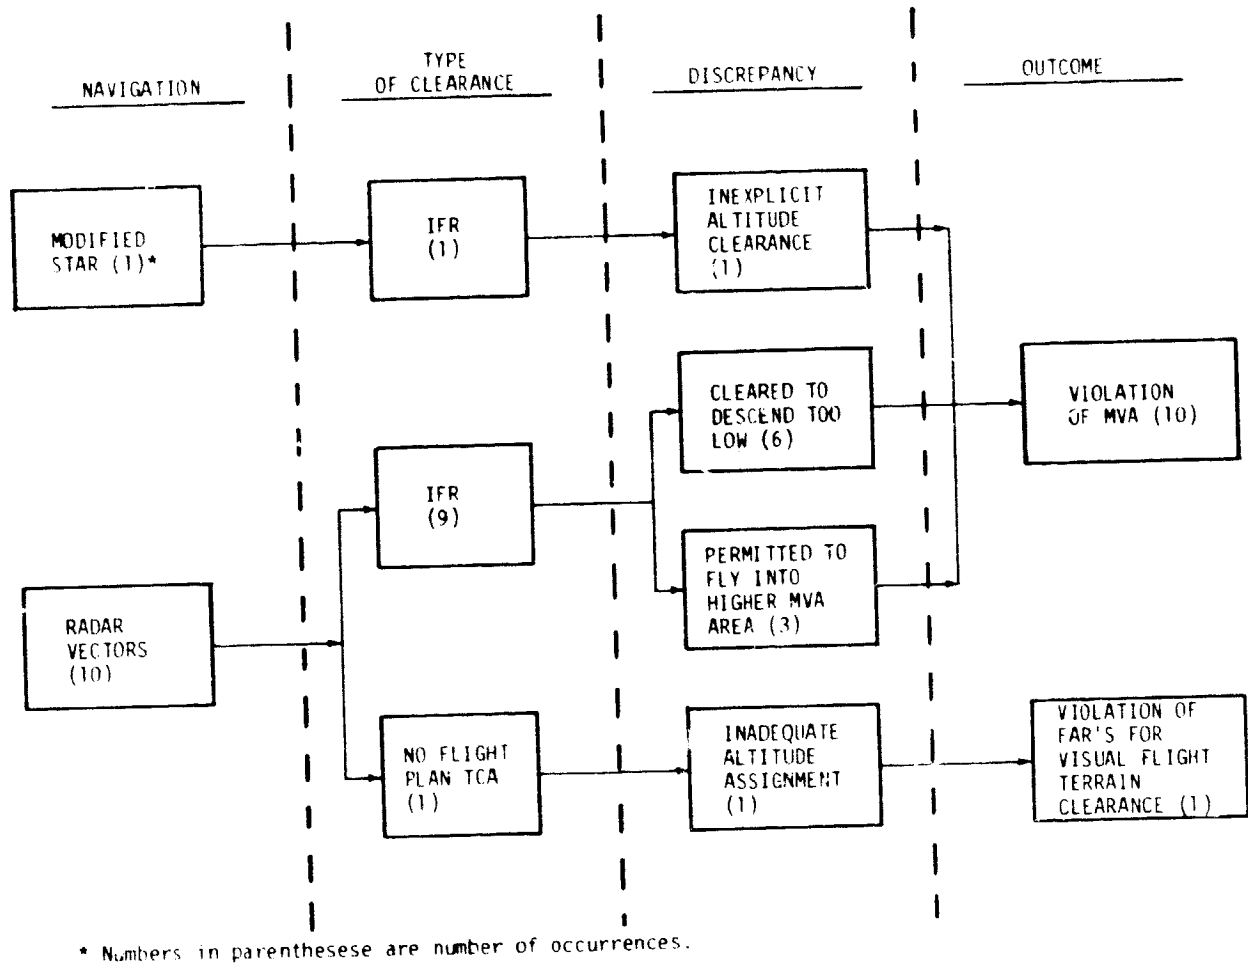 NAVIGATION
TYPE
OF CLEARANCE
DISCREPANCY
OUTCOME
MODIFIED
STAR (1)*
IFR
(1)
INEXPLICIT
ALTITUDE
CLEARANCE
(1)
CLEARED TO
DESCEND TOO
LOW (6)
VIOLATION
OF MVA (10)
IFR
(9)
PERMITTED TO
FLY INTO
HIGHER MVA
AREA (3)
RADAR
VECTORS
(10)
NO FLIGHT
PLAN TCA
(1)
INADEQUATE
ALTITUDE
ASSIGNMENT
(1)
VIOLATION OF
FAR'S FOR
VISUAL FLIGHT
TERRAIN
CLEARANCE (1)
* Numbers in parenthesese are number of occurrences.